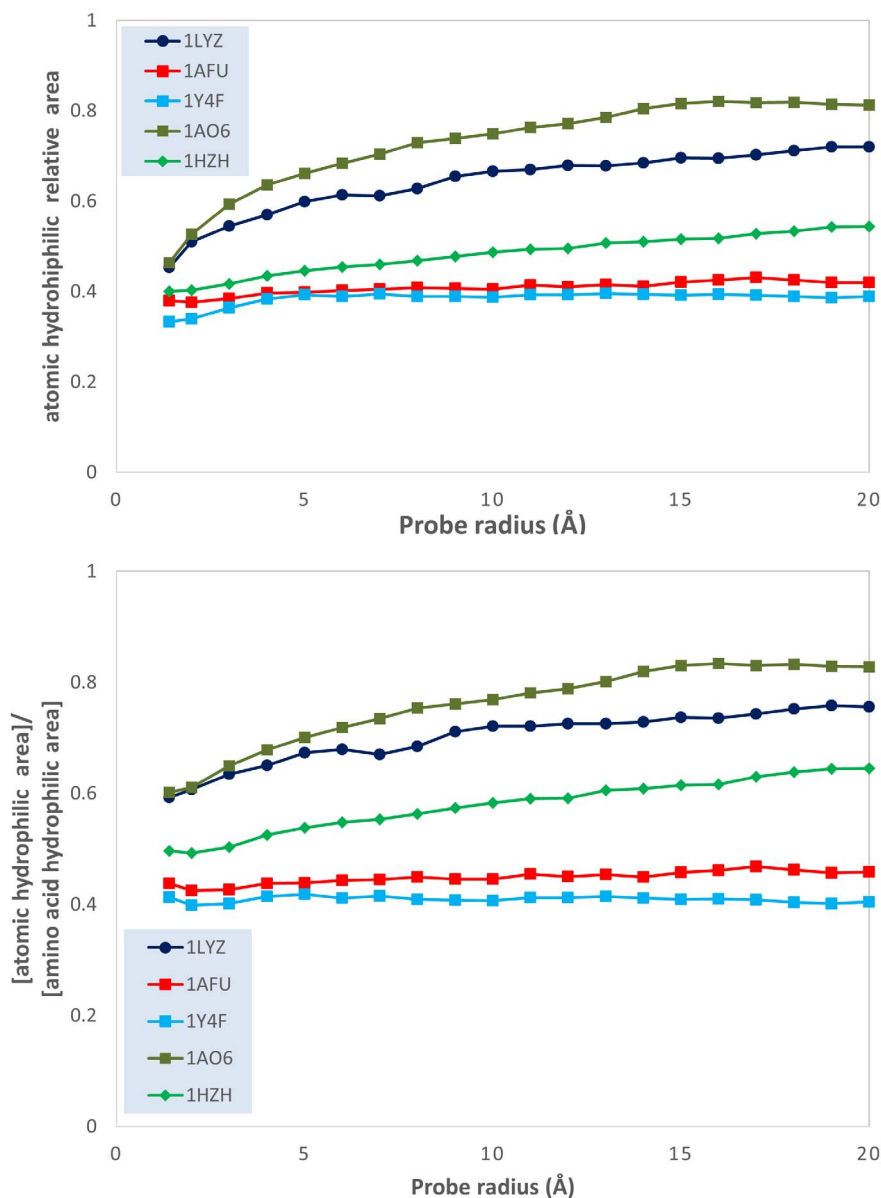 1
0.8
0.6
0.4
0.2
0
atomic hydrohiphilic relative area
1LYZ
1AFU
1Y4F
1AO6
1HZH
0 5 10 15 20
Probe radius (Å)
1
0.8
0.6
0.4
0.2
0
[atomic hydrophilic area]/
[amino acid hydrophilic area]
1LYZ
1AFU
1Y4F
1AO6
1HZH
0 5 10 15 20
Probe radius (Å)